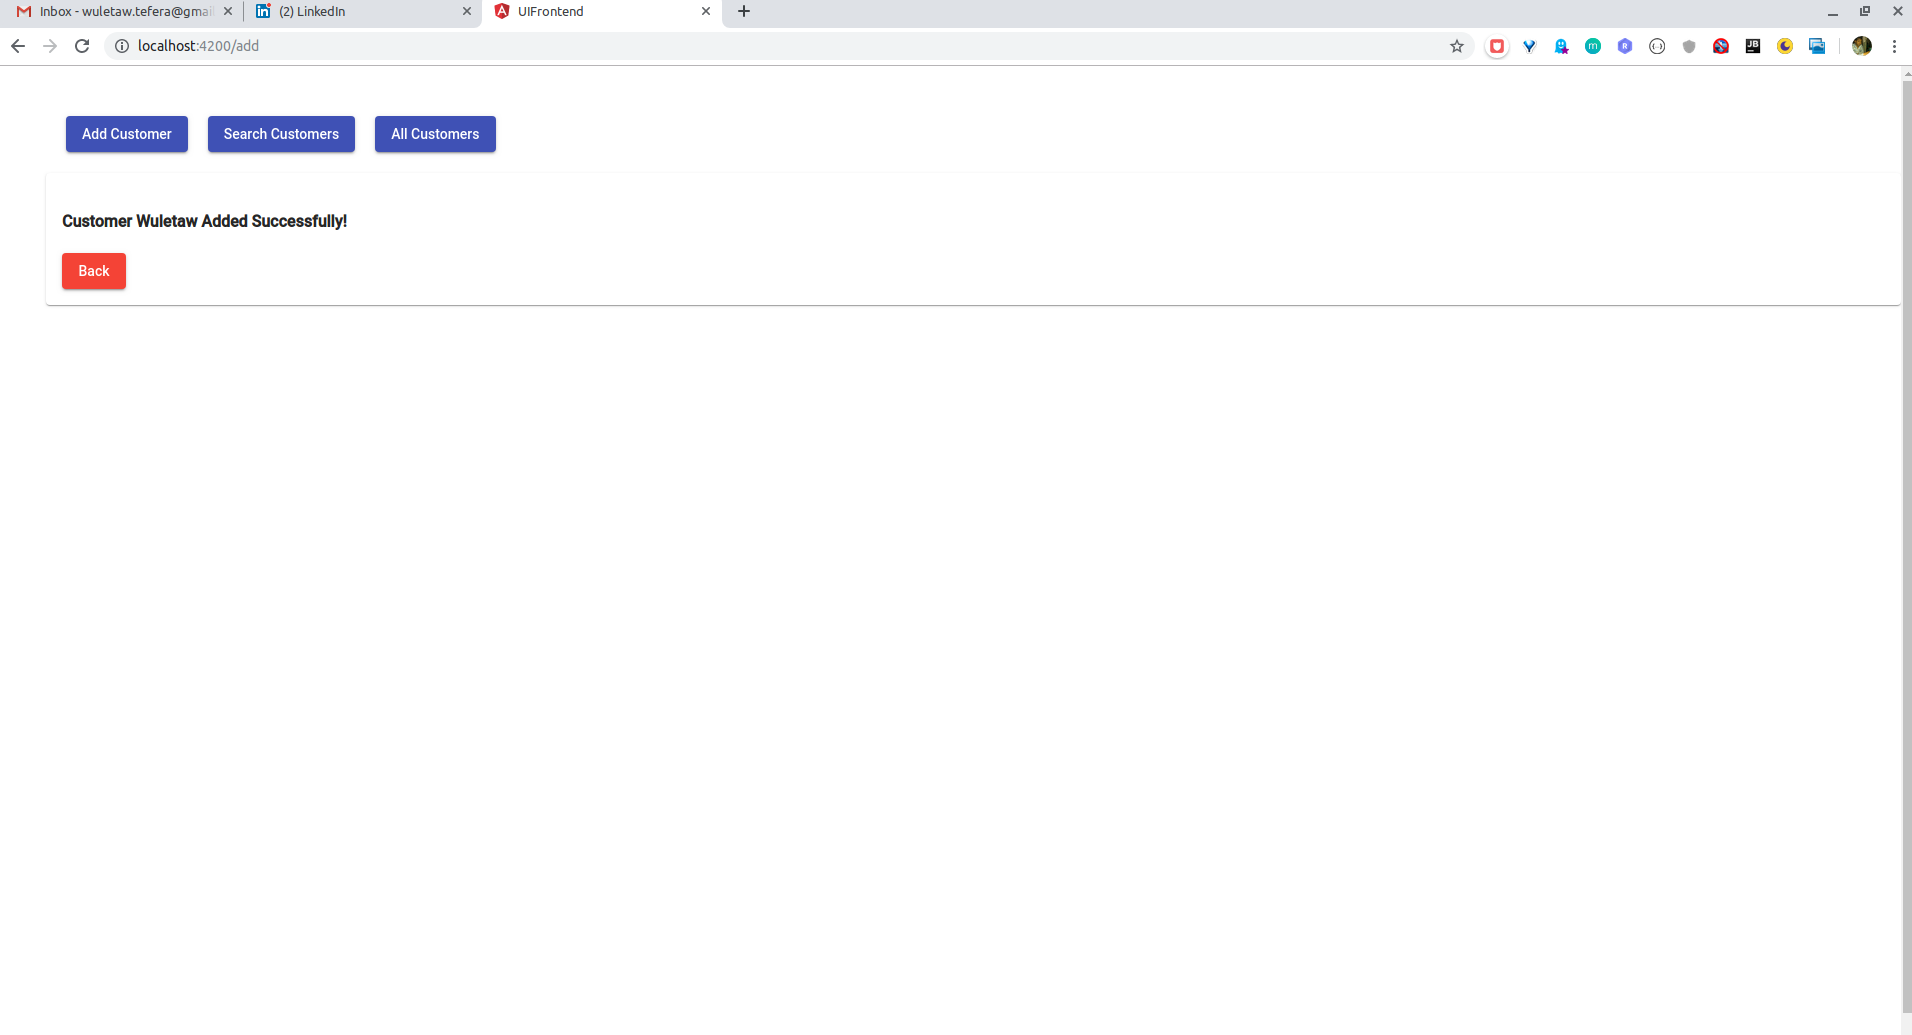 Inbox - wuletaw.tefera@gmail
(2) LinkedIn
UIFrontend
localhost:4200/add
Add Customer
Search Customers
All Customers
Customer Wuletaw Added Successfully!
Back